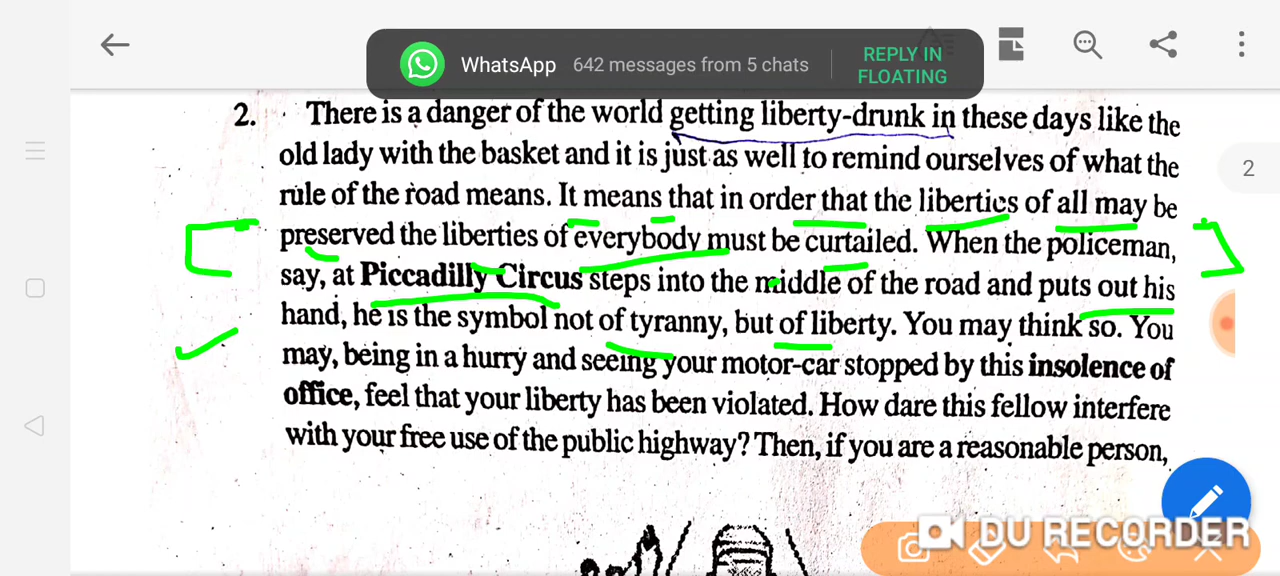 WhatsApp 642 messages from 5 chats
REPLY IN
FLOATING
2. There is a danger of the world getting liberty-drunk in these days like the
old lady with the basket and it is just as well to remind ourselves of what the
rule of the road means. It means that in order that the liberties of all may be
preserved the liberties of everybody must be curtailed. When the policeman,
say, at Piccadilly Circus steps into the middle of the road and puts out his
hand, he is the symbol not of tyranny, but of liberty. You may think so. You
may, being in a hurry and seeing your motor-car stopped by this insolence of
office, feel that your liberty has been violated. How dare this fellow interfere
with your free use of the public highway? Then, if you are a reasonable person,
2
DU RECORDER